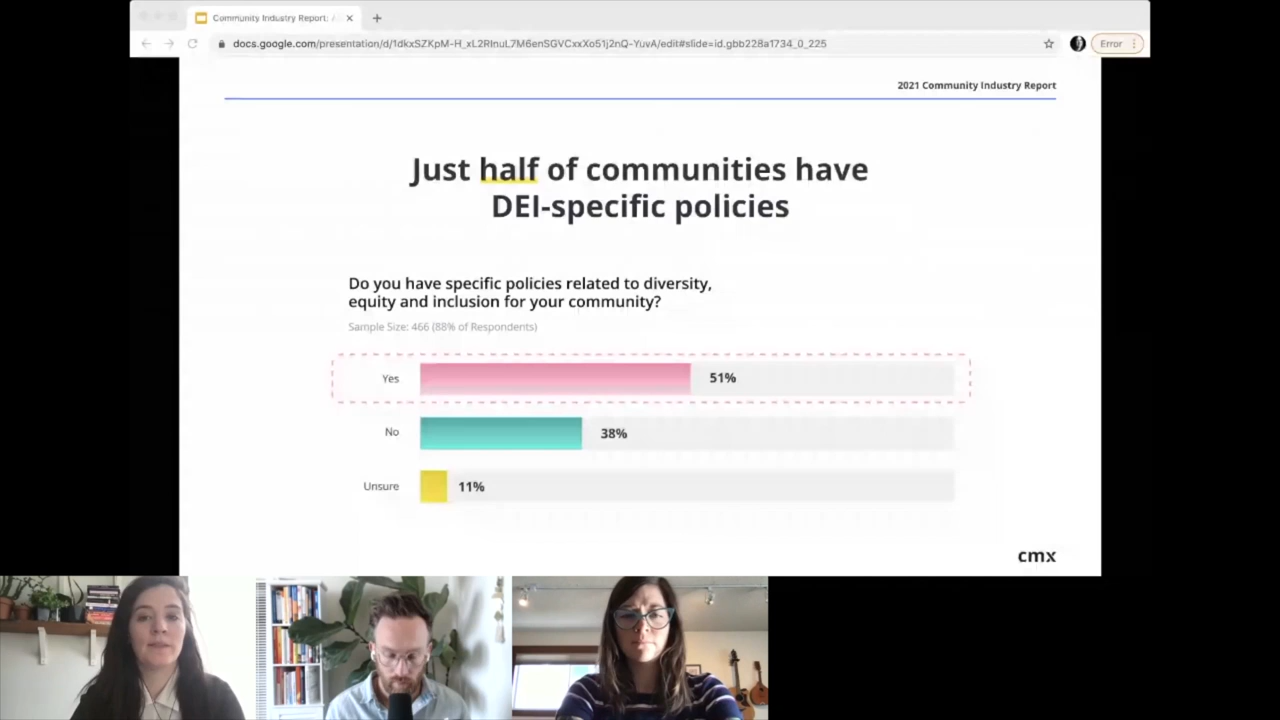 Community Industry Report:
docs.google.com/presentation/d/1dkxSZKpM-H_xL2RInuL7M6enSGVCxxXo51j2nQ-YuvA/edit#slide=id.gbb228a1734_0_225
Error
2021 Community Industry Report
Just half of communities have
DEI-specific policies
Do you have specific policies related to diversity,
equity and inclusion for your community?
Sample Size: 466 (88% of Respondents)
Yes 51%
No 38%
Unsure 11%
cmx